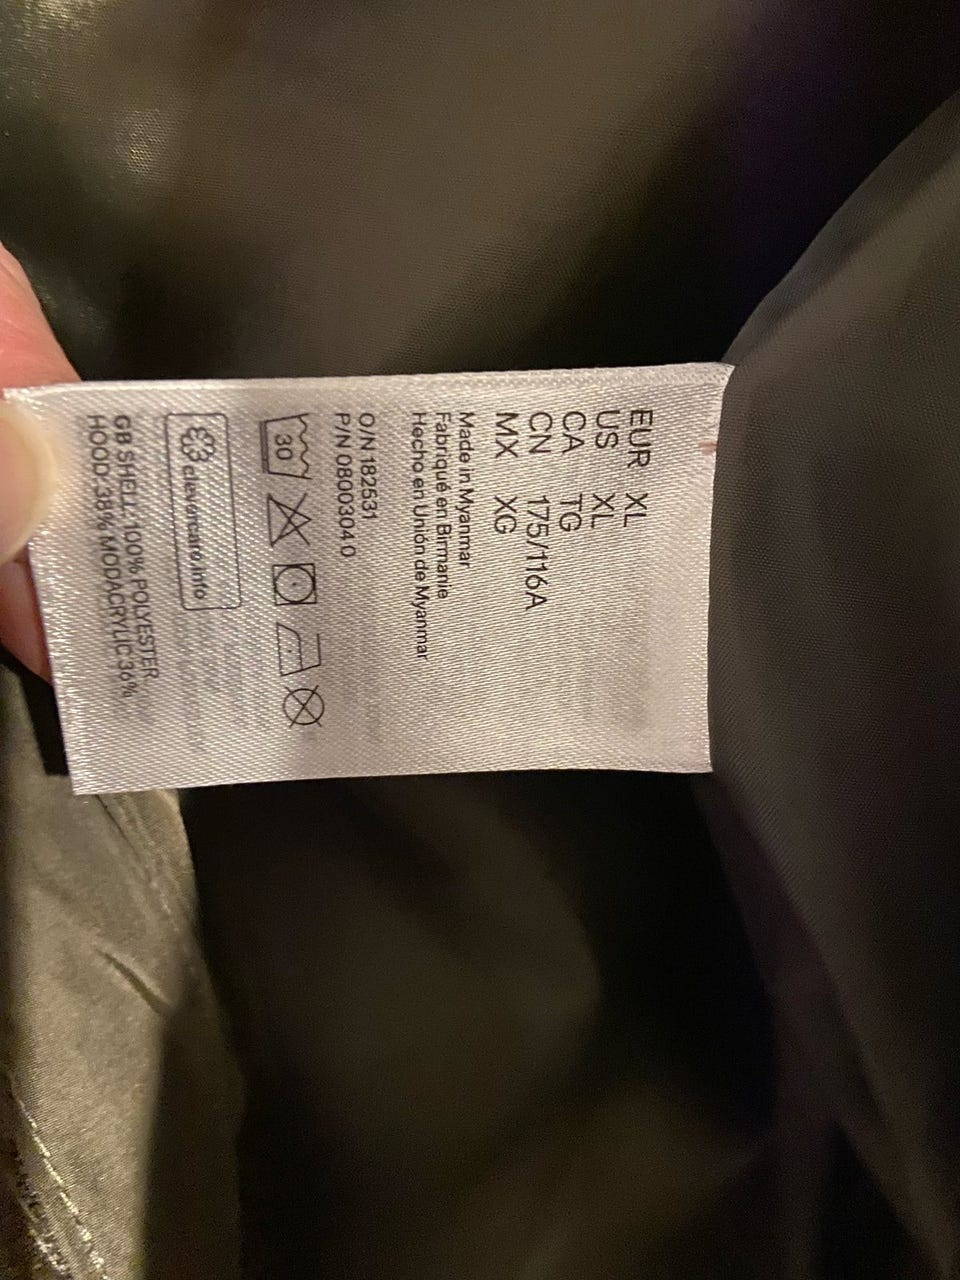 EUR XL
US XL
CA TG
CN 175/116A
MX XG
Made in Myanmar
Fabriqué en Birmanie
Hecho en Unión de Myanmar
O/N 182531
P/N 0800304 0
30
clevercare.info
GB SHELL: 100% POLYESTER
HOOD: 38% MODACRYLIC 36%